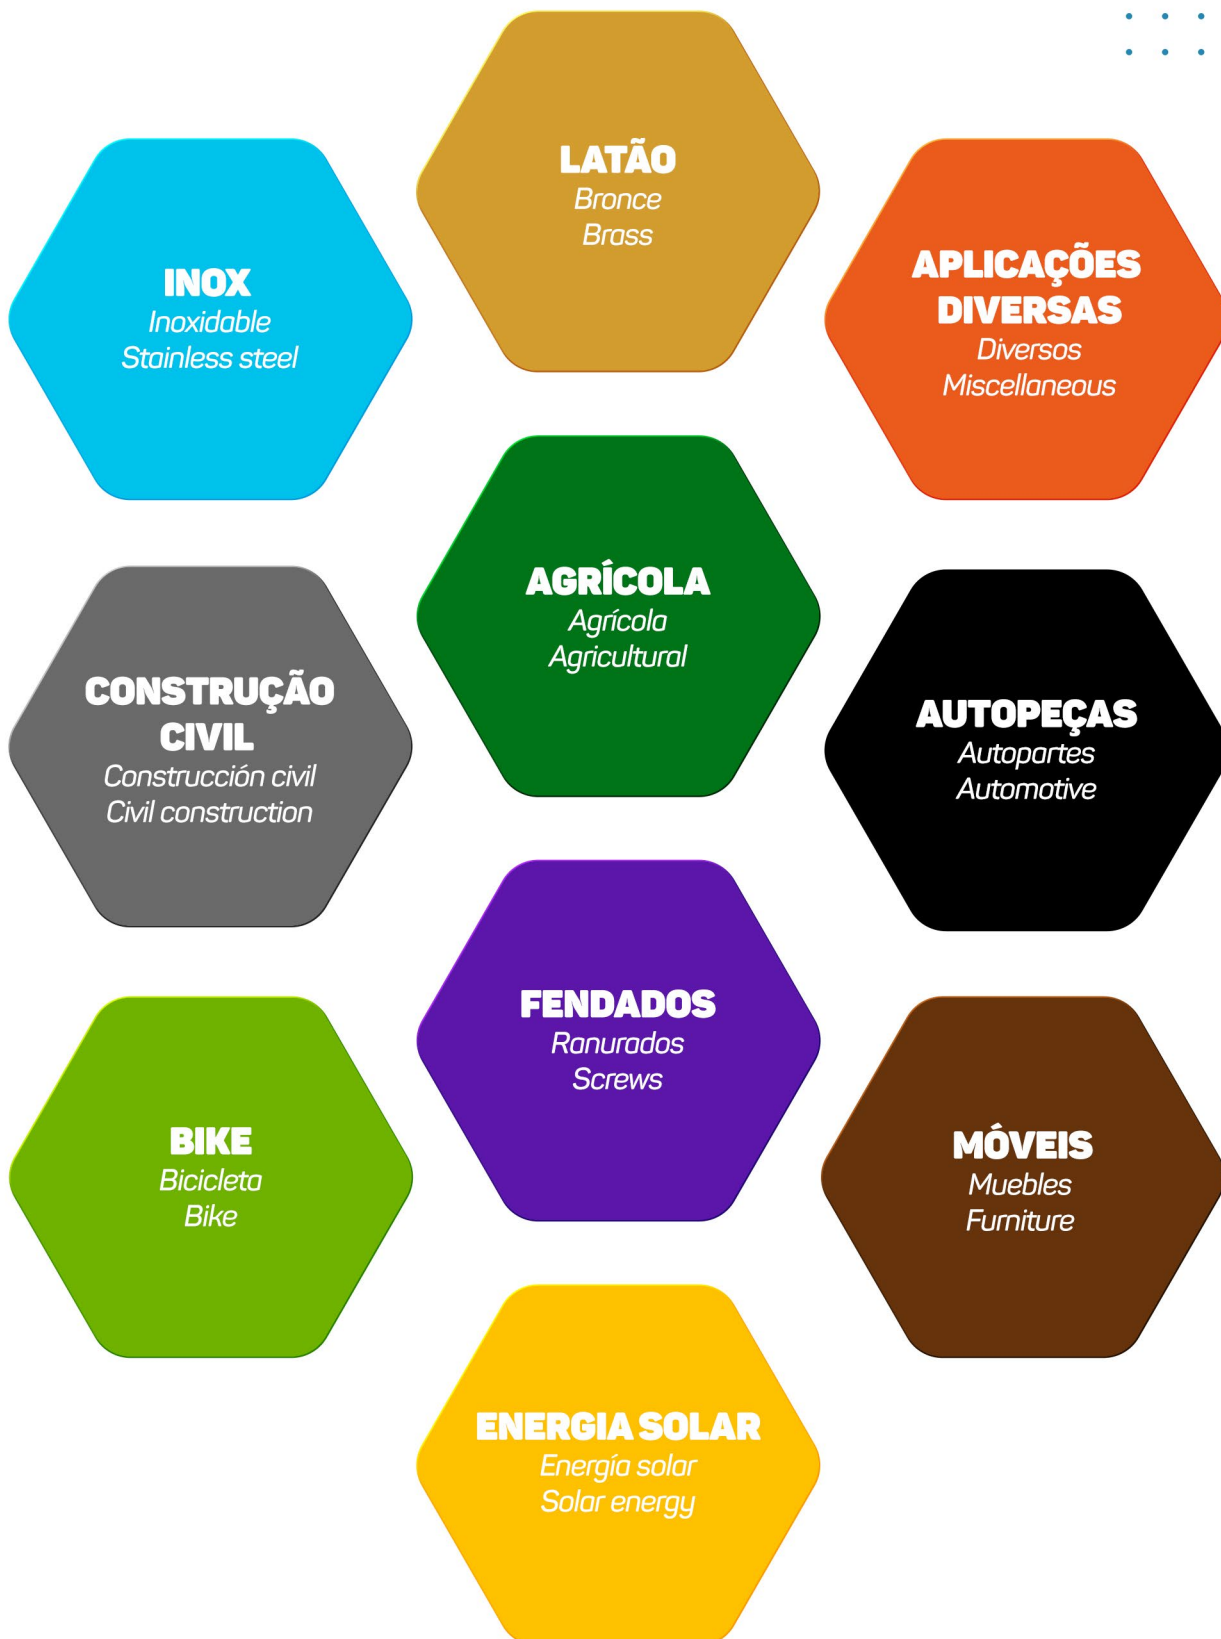 LATÃO
Bronce
Brass
INOX
Inoxidable
Stainless steel
APLICAÇÕES
DIVERSAS
Diversos
Miscellaneous
AGRÍCOLA
Agrícola
Agricultural
CONSTRUÇÃO
CIVIL
Construcción civil
Civil construction
AUTOPEÇAS
Autopartes
Automotive
FENDADOS
Ranurados
Screws
BIKE
Bicicleta
Bike
MÓVEIS
Muebles
Furniture
ENERGIA SOLAR
Energía solar
Solar energy